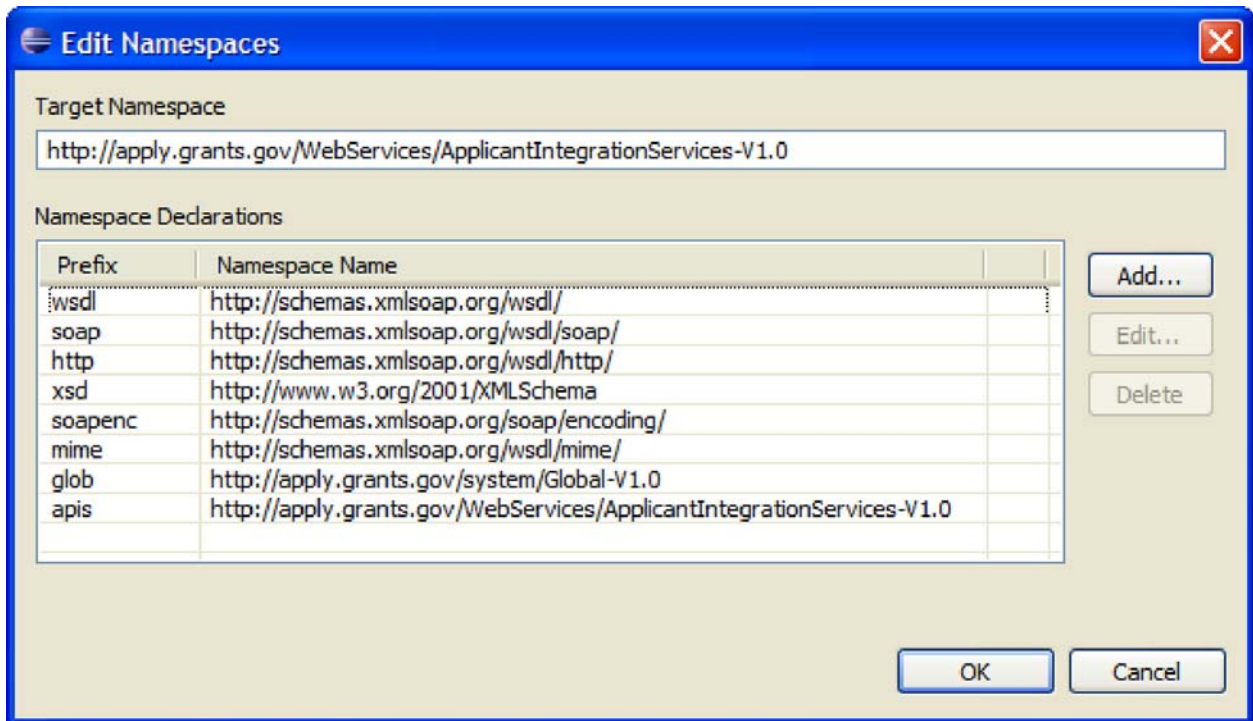 Edit Namespaces
Target Namespace
http://apply.grants.gov/WebServices/ApplicantIntegrationServices-V1.0
Namespace Declarations
Prefix Namespace Name
wsdl http://schemas.xmlsoap.org/wsdl/
soap http://schemas.xmlsoap.org/wsdl/soap/
http http://schemas.xmlsoap.org/wsdl/http/
xsd http://www.w3.org/2001/XMLSchema
soapenc http://schemas.xmlsoap.org/soap/encoding/
mime http://schemas.xmlsoap.org/wsdl/mime/
glob http://apply.grants.gov/system/Global-V1.0
apis http://apply.grants.gov/WebServices/ApplicantIntegrationServices-V1.0
Add...
Edit...
Delete
OK Cancel